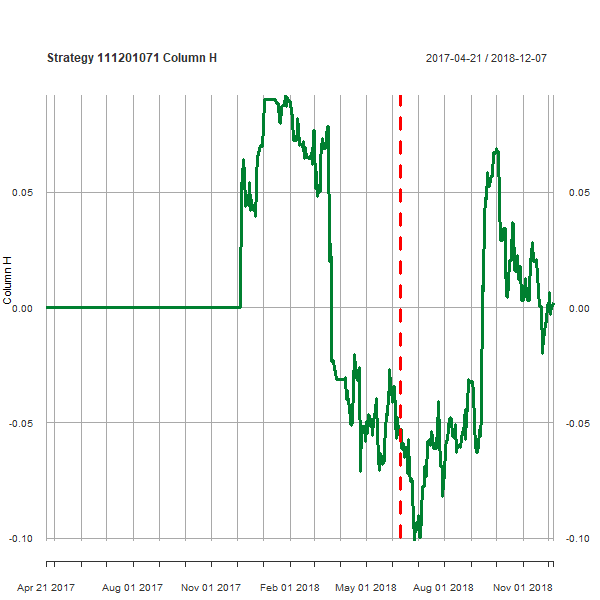 Strategy 111201071 Column H
2017-04-21 / 2018-12-07
0.05
0.05
0.00
0.00
-0.05
-0.05
-0.10
-0.10
Column H
Apr 21 2017
Aug 01 2017
Nov 01 2017
Feb 01 2018
May 01 2018
Aug 01 2018
Nov 01 2018